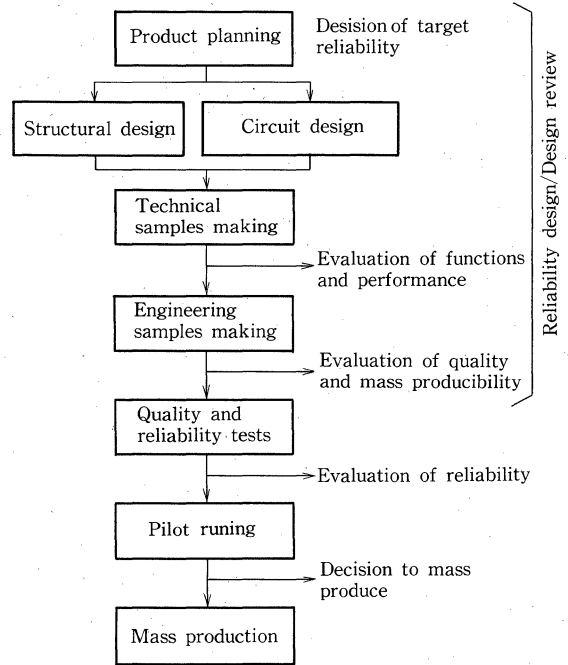 Product planning
Desision of target
reliability
Structural design
Circuit design
Technical
samples making
Evaluation of functions
and performance
Engineering
samples making
Evaluation of quality
and mass producibility
Quality and
reliability tests
Evaluation of reliability
Pilot runing
Decision to mass
produce
Mass production
Reliability design/Design review